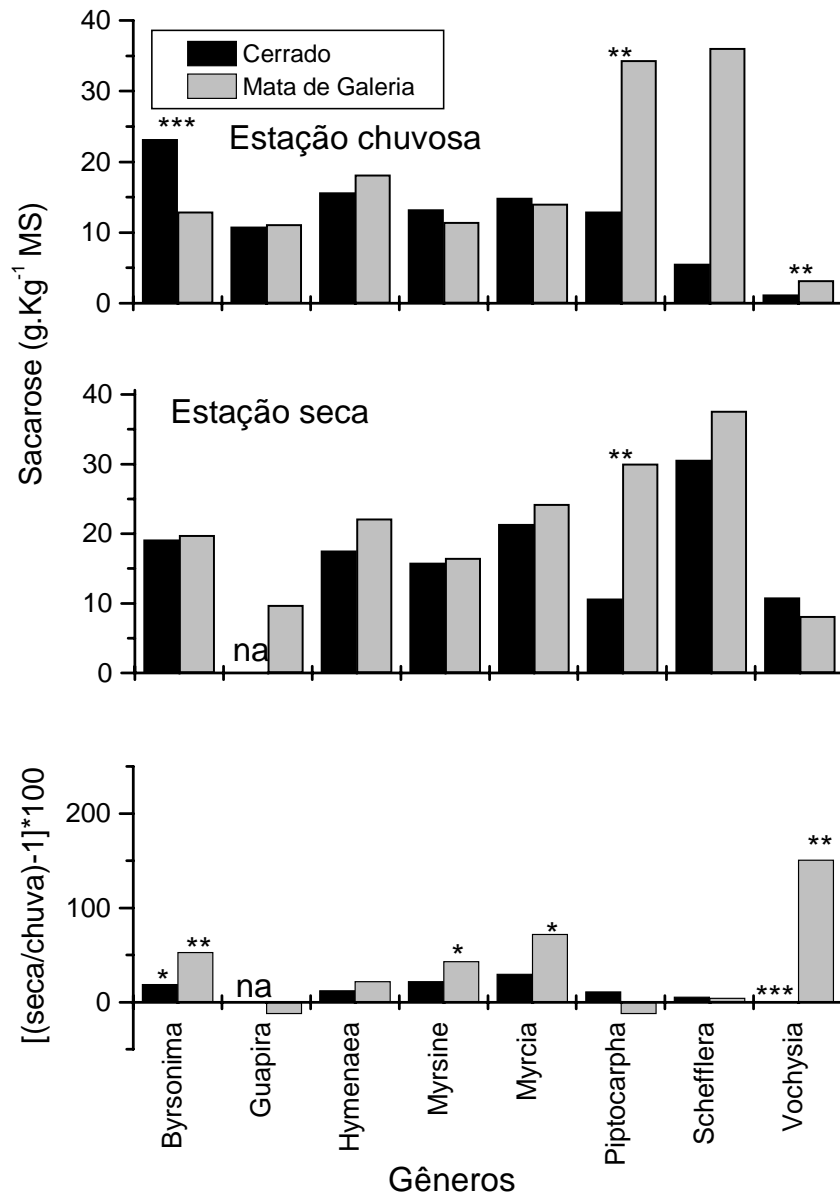 40
30
20
10
0
Cerrado
Mata de Galeria
***
Estação chuvosa
**
**
Sacarose (g.Kg-1 MS)
40
30
20
10
0
Estação seca
na
**
[(seca/chuva)-1]*100
200
100
0
*
**
na
*
*
***
**
Byrsonima
Guapira
Hymenaea
Myrsine
Myrcia
Piptocarpha
Schefflera
Vochysia
Gêneros